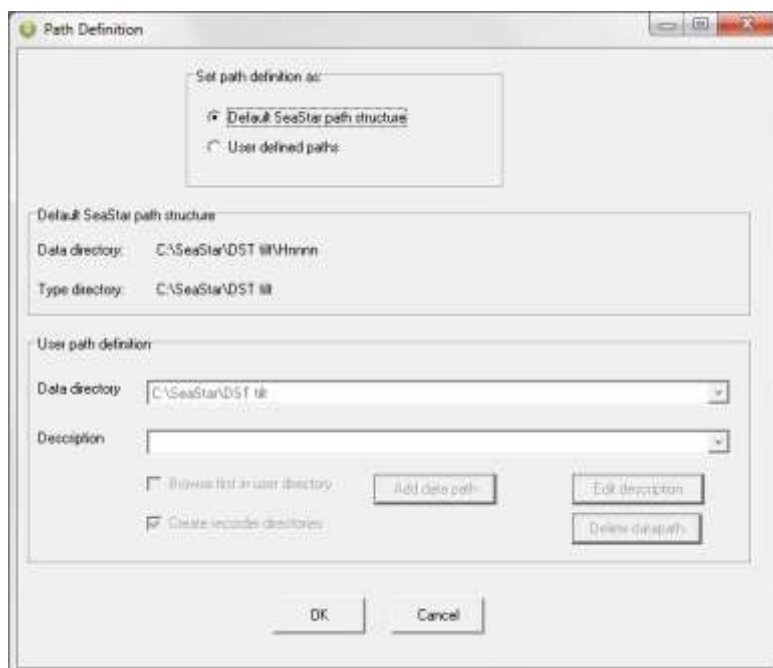 Path Definition
Set path definition as:
Default SeaStar path structure
User defined paths
Default SeaStar path structure
Data directory: C:\SeaStar\DST tilt\Hnnnn
Type directory: C:\SeaStar\DST tilt
User path definition
Data directory C:\SeaStar\DST tilt
Description
Browse first in user directory Add data path Edit description
Create recorder directories Delete datapath
OK Cancel